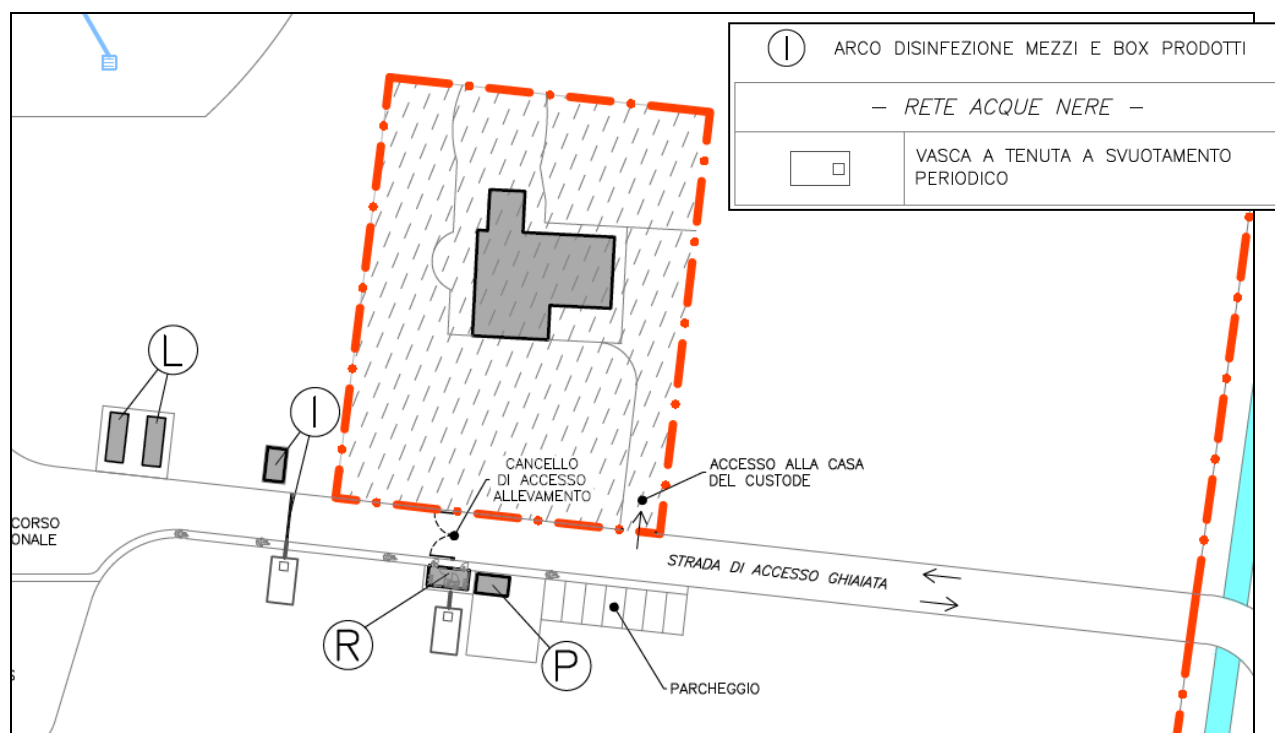 I ARCO DISINFEZIONE MEZZI E BOX PRODOTTI
– RETE ACQUE NERE –
VASCA A TENUTA A SVUOTAMENTO
PERIODICO
L
I
CANCELLO
DI ACCESSO
ALLEVAMENTO
ACCESSO ALLA CASA
DEL CUSTODE
CORSO
ONALE
STRADA DI ACCESSO GHIAIATA
R
P
PARCHEGGIO
S